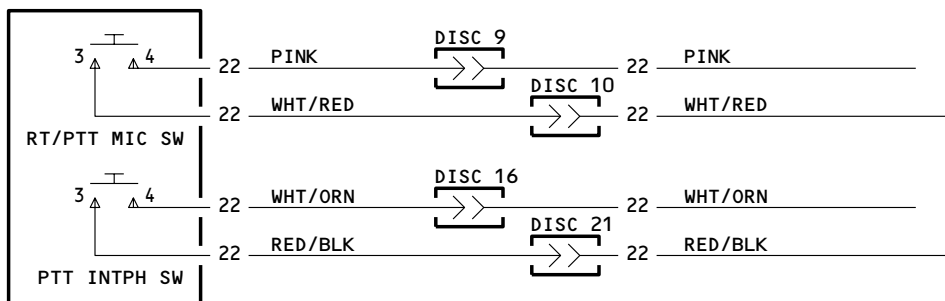 DISC 9
3 4 22 PINK 22 PINK
DISC 10
22 WHT/RED 22 WHT/RED
RT/PTT MIC SW
DISC 16
3 4 22 WHT/ORN 22 WHT/ORN
DISC 21
22 RED/BLK 22 RED/BLK
PTT INTPH SW